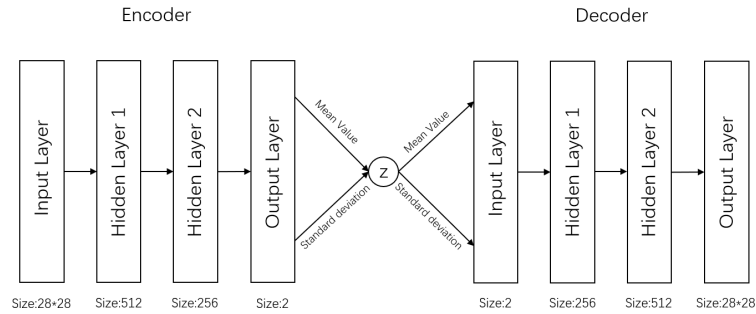 Encoder
Decoder
Input Layer
Hidden Layer 1
Hidden Layer 2
Output Layer
Mean Value
Standard deviation
Z
Mean Value
Standard deviation
Input Layer
Hidden Layer 1
Hidden Layer 2
Output Layer
Size:28*28
Size:512
Size:256
Size:2
Size:2
Size:256
Size:512
Size:28*28